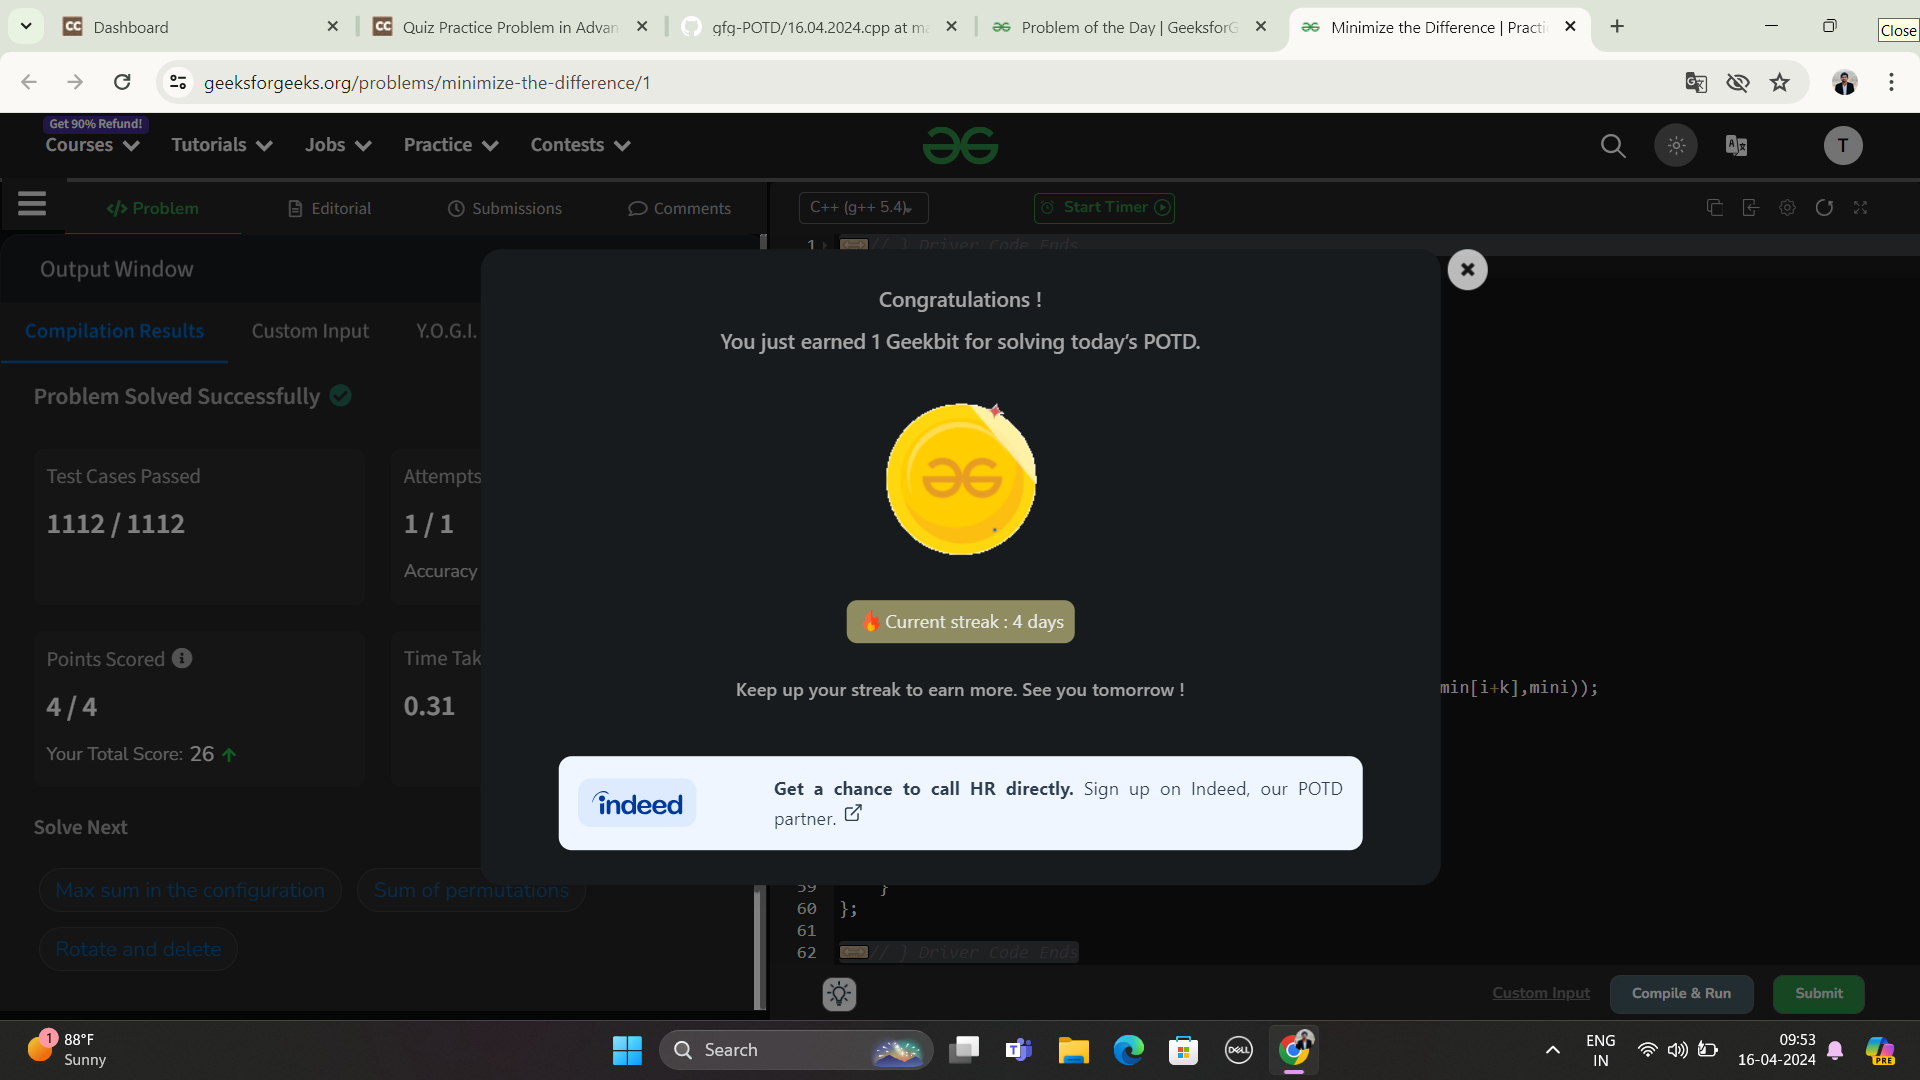 Dashboard
Quiz Practice Problem in Advan
gfg-POTD/16.04.2024.cpp at ma
Problem of the Day | GeeksforG
Minimize the Difference | Practi
Close
geeksforgeeks.org/problems/minimize-the-difference/1
Get 90% Refund!
Courses
Tutorials
Jobs
Practice
Contests
T
</> Problem
Editorial
Submissions
Comments
C++ (g++ 5.4)
Start Timer
1
// } Driver Code Ends
Output Window
Compilation Results
Custom Input
Y.O.G.I.
Problem Solved Successfully
Test Cases Passed
1112 / 1112
Attempts
1 / 1
Accuracy
Points Scored
4 / 4
Your Total Score: 26
Time Tak
0.31
Solve Next
Max sum in the configuration
Sum of permutations
Rotate and delete
Congratulations !
You just earned 1 Geekbit for solving today's POTD.
Current streak : 4 days
Keep up your streak to earn more. See you tomorrow !
indeed
Get a chance to call HR directly. Sign up on Indeed, our POTD
partner.
min[i+k],mini));
59 }
60 };
61
62 // } Driver Code Ends
Custom Input
Compile & Run
Submit
1
88°F
Sunny
Search
DELL
ENG
IN
09:53
16-04-2024
PRE